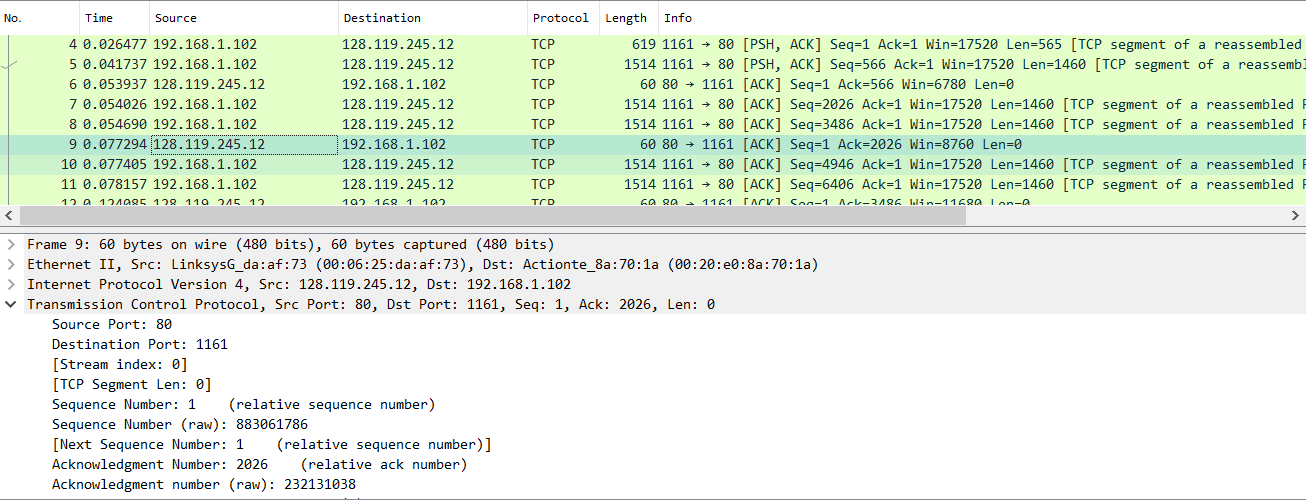 No. Time Source Destination Protocol Length Info
4 0.026477 192.168.1.102 128.119.245.12 TCP 619 1161 → 80 [PSH, ACK] Seq=1 Ack=1 Win=17520 Len=565 [TCP segment of a reassembled
5 0.041737 192.168.1.102 128.119.245.12 TCP 1514 1161 → 80 [PSH, ACK] Seq=566 Ack=1 Win=17520 Len=1460 [TCP segment of a reassembl
6 0.053937 128.119.245.12 192.168.1.102 TCP 60 80 → 1161 [ACK] Seq=1 Ack=566 Win=6780 Len=0
7 0.054026 192.168.1.102 128.119.245.12 TCP 1514 1161 → 80 [ACK] Seq=2026 Ack=1 Win=17520 Len=1460 [TCP segment of a reassembled P
8 0.054690 192.168.1.102 128.119.245.12 TCP 1514 1161 → 80 [ACK] Seq=3486 Ack=1 Win=17520 Len=1460 [TCP segment of a reassembled P
9 0.077294 128.119.245.12 192.168.1.102 TCP 60 80 → 1161 [ACK] Seq=1 Ack=2026 Win=8760 Len=0
10 0.077405 192.168.1.102 128.119.245.12 TCP 1514 1161 → 80 [ACK] Seq=4946 Ack=1 Win=17520 Len=1460 [TCP segment of a reassembled P
11 0.078157 192.168.1.102 128.119.245.12 TCP 1514 1161 → 80 [ACK] Seq=6406 Ack=1 Win=17520 Len=1460 [TCP segment of a reassembled P
12 0.124085 128.119.245.12 192.168.1.102 TCP 60 80 → 1161 [ACK] Seq=1 Ack=3486 Win=11680 Len=0
Frame 9: 60 bytes on wire (480 bits), 60 bytes captured (480 bits)
Ethernet II, Src: LinksysG_da:af:73 (00:06:25:da:af:73), Dst: Actionte_8a:70:1a (00:20:e0:8a:70:1a)
Internet Protocol Version 4, Src: 128.119.245.12, Dst: 192.168.1.102
Transmission Control Protocol, Src Port: 80, Dst Port: 1161, Seq: 1, Ack: 2026, Len: 0
Source Port: 80
Destination Port: 1161
[Stream index: 0]
[TCP Segment Len: 0]
Sequence Number: 1 (relative sequence number)
Sequence Number (raw): 883061786
[Next Sequence Number: 1 (relative sequence number)]
Acknowledgment Number: 2026 (relative ack number)
Acknowledgment number (raw): 232131038